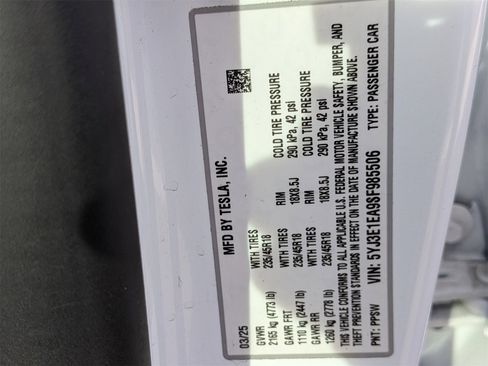 MFD BY TESLA, INC.
03/25
GVWR
2165 kg (4773 lb)
GAWR FRT WITH TIRES RIM COLD TIRE PRESSURE
1110 kg (2447 lb) 235/45R18 18X8.5J 290 kPa, 42 psi
GAWR RR WITH TIRES RIM COLD TIRE PRESSURE
1260 kg (2778 lb) 235/45R18 18X8.5J 290 kPa, 42 psi
THIS VEHICLE CONFORMS TO ALL APPLICABLE U.S. FEDERAL MOTOR VEHICLE SAFETY, BUMPER, AND
THEFT PREVENTION STANDARDS IN EFFECT ON THE DATE OF MANUFACTURE SHOWN ABOVE.
PNT: PPSW VIN: 5YJ3E1EA9SF985506 TYPE: PASSENGER CAR